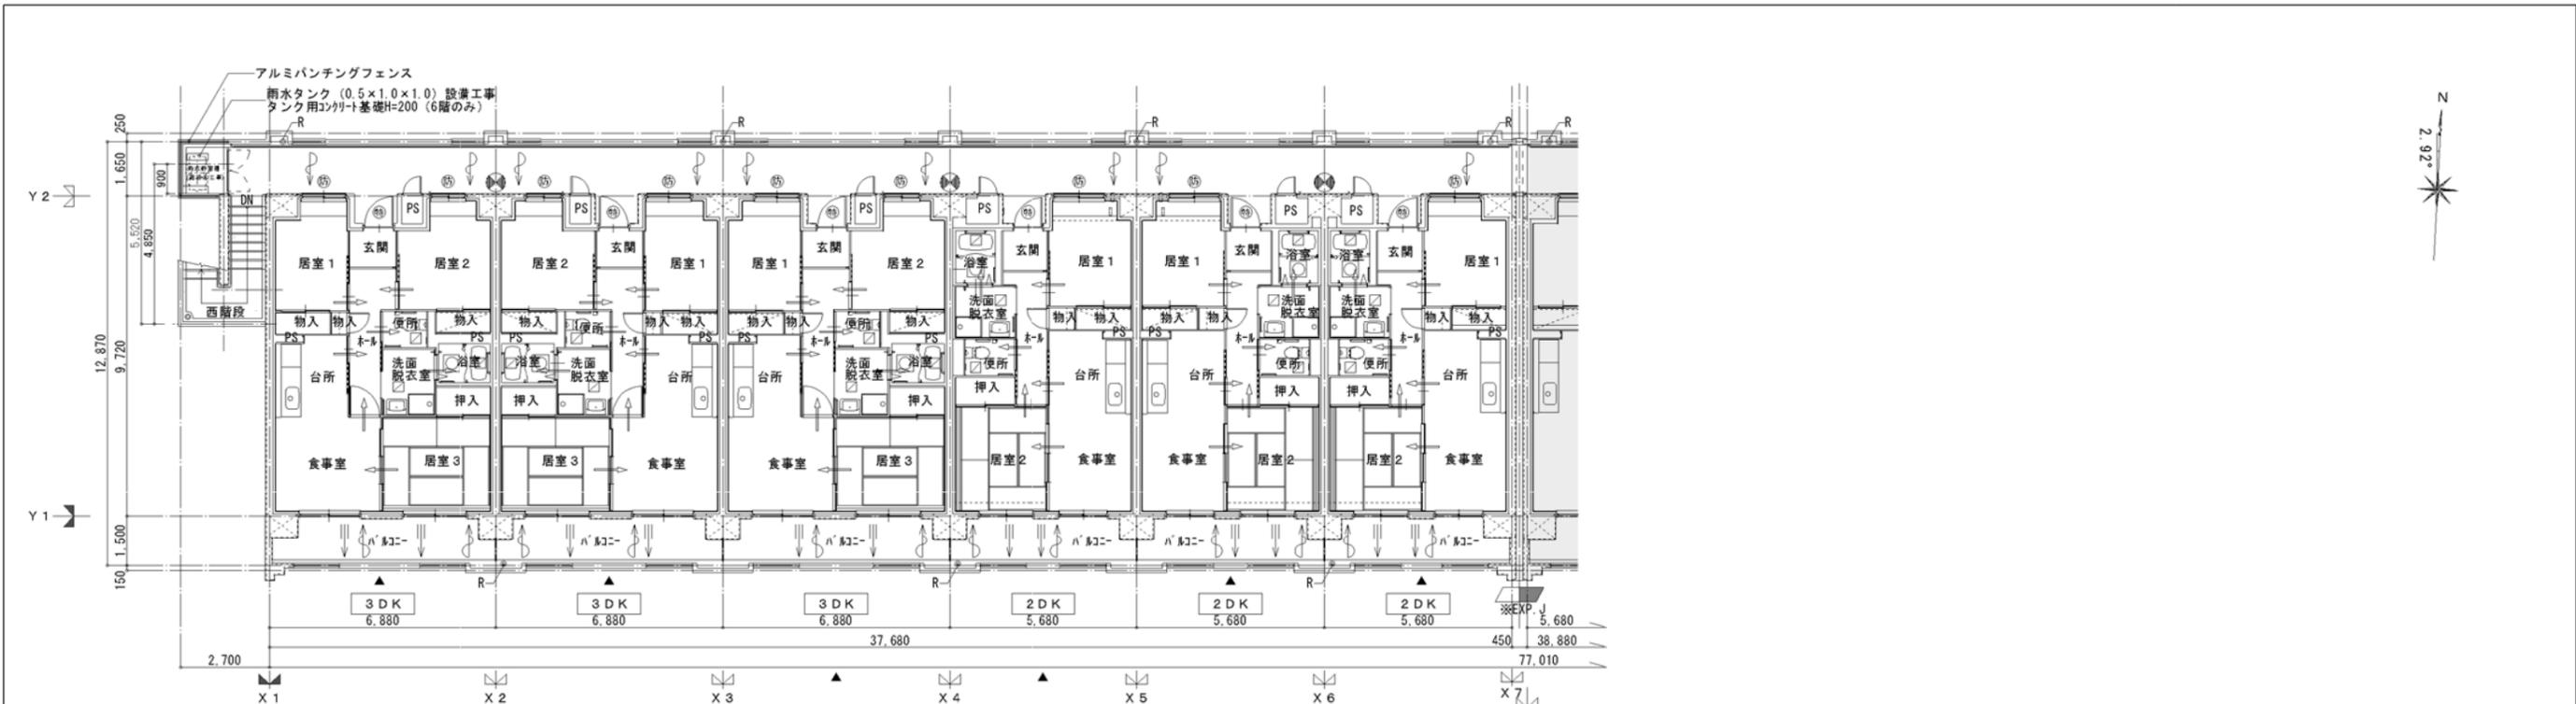 アルミパンチングフェンス
雨水タンク (0.5×1.0×1.0) 設備工事
タンク用コンクリート基礎H=200 (6階のみ)
N
2.92°
R
R
R
R
R
250
1,650
900
5,520
4,850
12,870
9,720
1,500
150
Y2
Y1
DN
西階段
PS
PS
PS
PS
PS
PS
玄関
玄関
玄関
玄関
玄関
玄関
居室1
居室2
居室2
居室1
居室1
居室2
浴室
居室1
居室1
浴室
浴室
居室1
洗面
脱衣室
洗面
脱衣室
洗面
脱衣室
物入
物入
便所
物入
物入
便所
物入
物入
物入
物入
便所
物入
物入
物入
物入
物入
物入
物入
PS
ホール
PS
PS
ホール
PS
ホール
PS
ホール
PS
PS
ホール
ホール
PS
台所
洗面
脱衣室
浴室
浴室
洗面
脱衣室
台所
台所
洗面
脱衣室
浴室
便所
台所
台所
便所
便所
台所
押入
押入
押入
押入
押入
押入
食事室
居室3
居室3
食事室
食事室
居室3
居室2
食事室
食事室
居室2
居室2
食事室
バルコニー
バルコニー
バルコニー
バルコニー
バルコニー
バルコニー
R
R
R
3DK
3DK
3DK
2DK
2DK
2DK
※EXP.J
6,880
6,880
6,880
5,680
5,680
5,680
5,680
37,680
450
38,880
2,700
77,010
X1
X2
X3
X4
X5
X6
X7